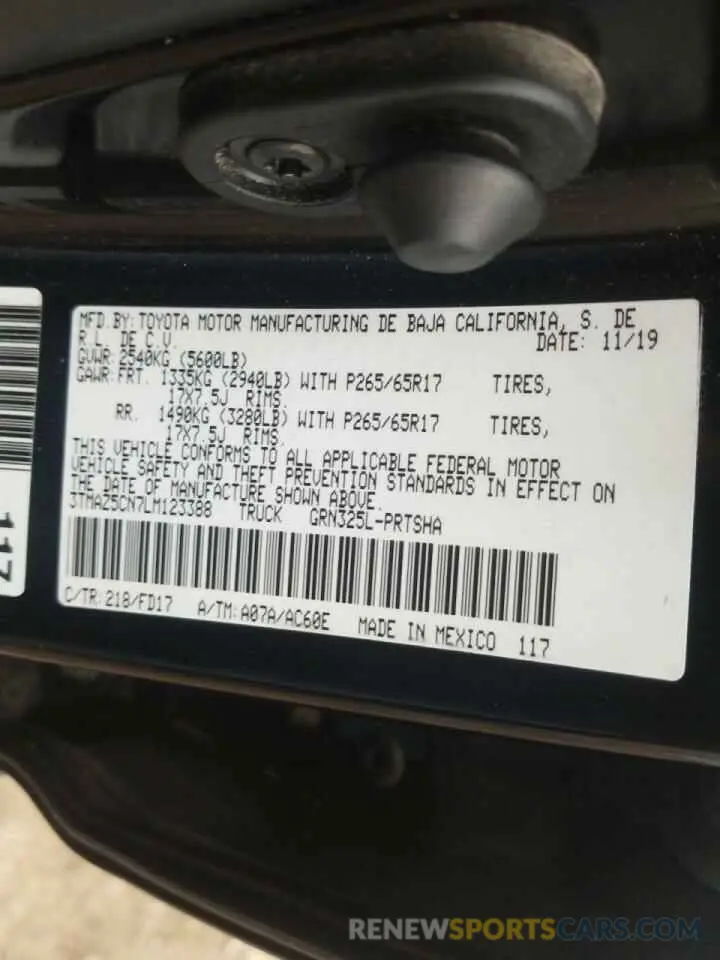 MFD. BY: TOYOTA MOTOR MANUFACTURING DE BAJA CALIFORNIA, S. DE
R.L. DE C.V. DATE: 11/19
GVWR: 2540KG (5600LB)
GAWR: FRT. 1335KG (2940LB) WITH P265/65R17 TIRES,
17X7.5J RIMS.
RR. 1490KG (3280LB) WITH P265/65R17 TIRES,
17X7.5J RIMS.
THIS VEHICLE CONFORMS TO ALL APPLICABLE FEDERAL MOTOR
VEHICLE SAFETY AND THEFT PREVENTION STANDARDS IN EFFECT ON
THE DATE OF MANUFACTURE SHOWN ABOVE.
3TMAZ5CN7LM123388 TRUCK GRN325L-PRTSHA
C/TR: 218/FD17 A/TM: A07A/AC60E MADE IN MEXICO 117
117
RENEWSPORTSCARS.COM